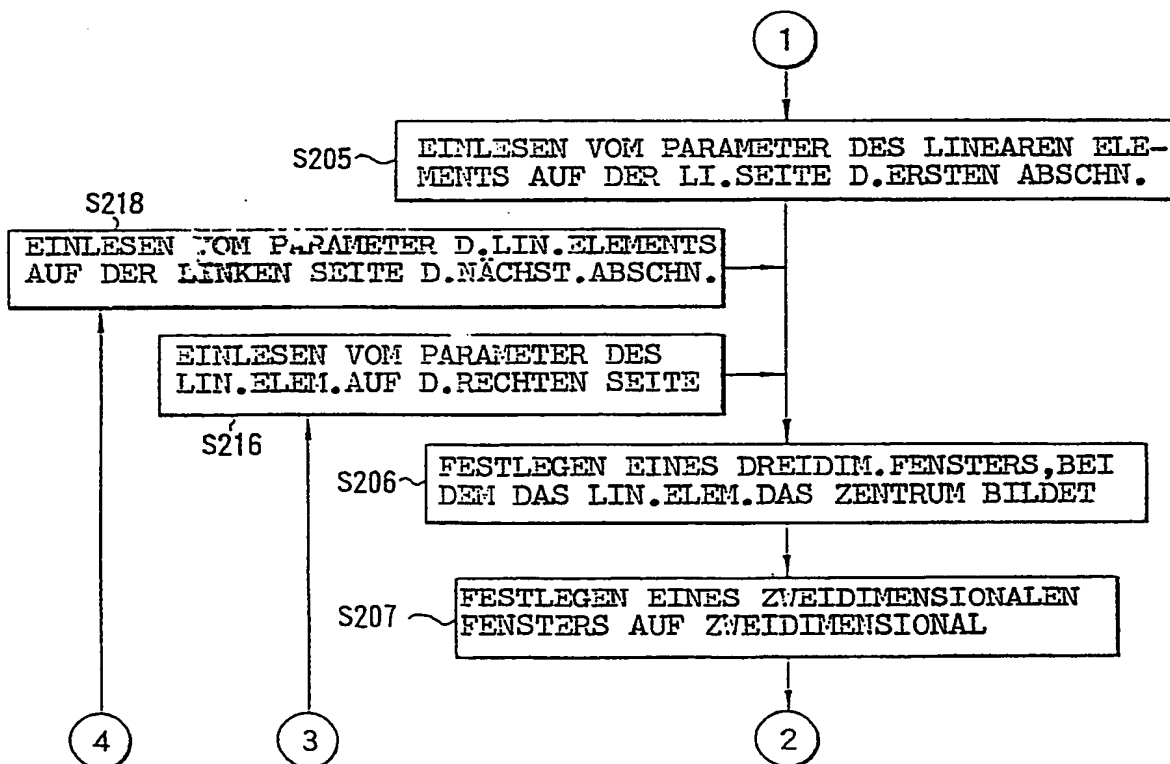 1
S205
EINLESEN VOM PARAMETER DES LINEAREN ELE-
MENTS AUF DER LI.SEITE D.ERSTEN ABSCHN.
S218
EINLESEN VOM PARAMETER D.LIN.ELEMENTS
AUF DER LINKEN SEITE D.NÄCHST.ABSCHN.
EINLESEN VOM PARAMETER DES
LIN.ELEM.AUF D.RECHTEN SEITE
S216
S206
FESTLEGEN EINES DREIDIM.FENSTERS,BEI
DEM DAS LIN.ELEM.DAS ZENTRUM BILDET
S207
FESTLEGEN EINES ZWEIDIMENSIONALEN
FENSTERS AUF ZWEIDIMENSIONAL
4
3
2